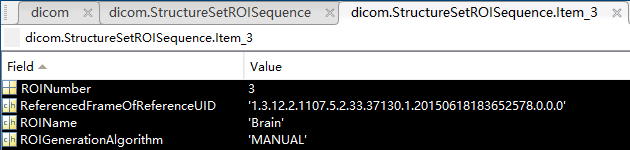 dicom dicom.StructureSetROISequence dicom.StructureSetROISequence.Item_3
dicom.StructureSetROISequence.Item_3
Field Value
ROINumber 3
ReferencedFrameOfReferenceUID '1.3.12.2.1107.5.2.33.37130.1.20150618183652578.0.0.0'
ROIName 'Brain'
ROIGenerationAlgorithm 'MANUAL'